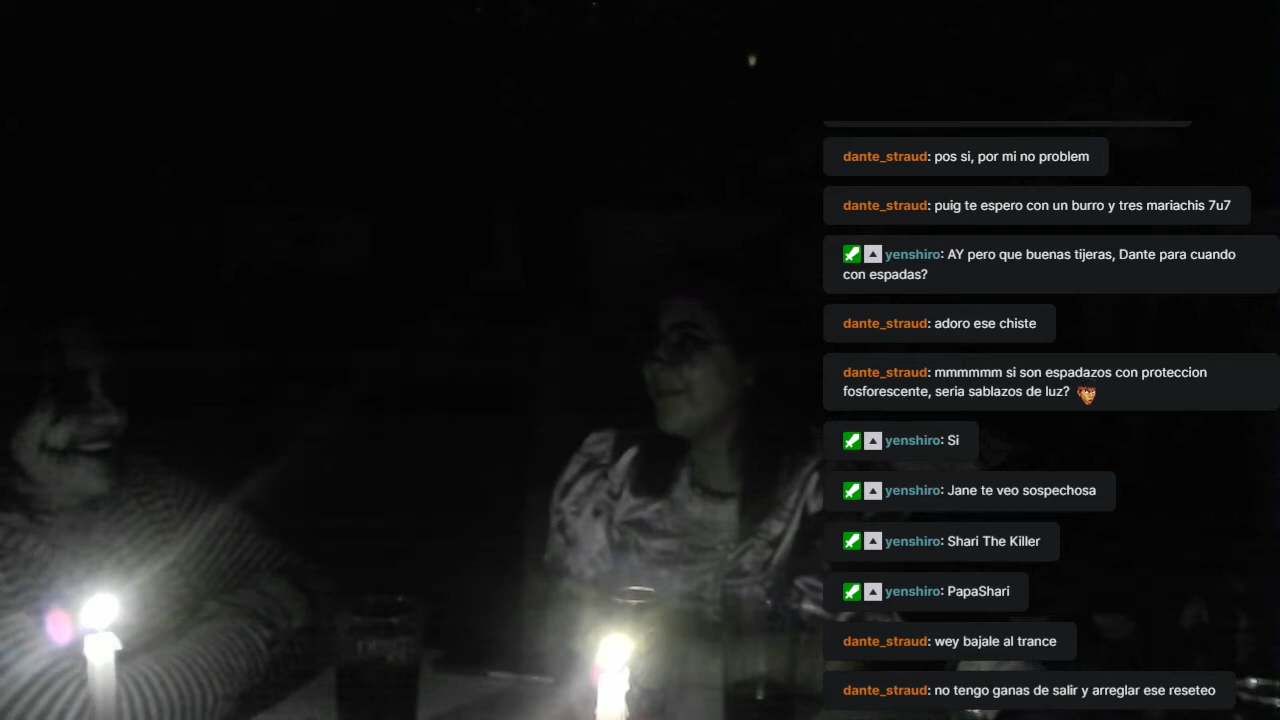 dante_straud: pos si, por mi no problem
dante_straud: puig te espero con un burro y tres mariachis 7u7
yenshiro: AY pero que buenas tijeras, Dante para cuando
con espadas?
dante_straud: adoro ese chiste
dante_straud: mmmmmm si son espadazos con proteccion
fosforescente, seria sablazos de luz?
yenshiro: Si
yenshiro: Jane te veo sospechosa
yenshiro: Shari The Killer
yenshiro: PapaShari
dante_straud: wey bajale al trance
dante_straud: no tengo ganas de salir y arreglar ese reseteo